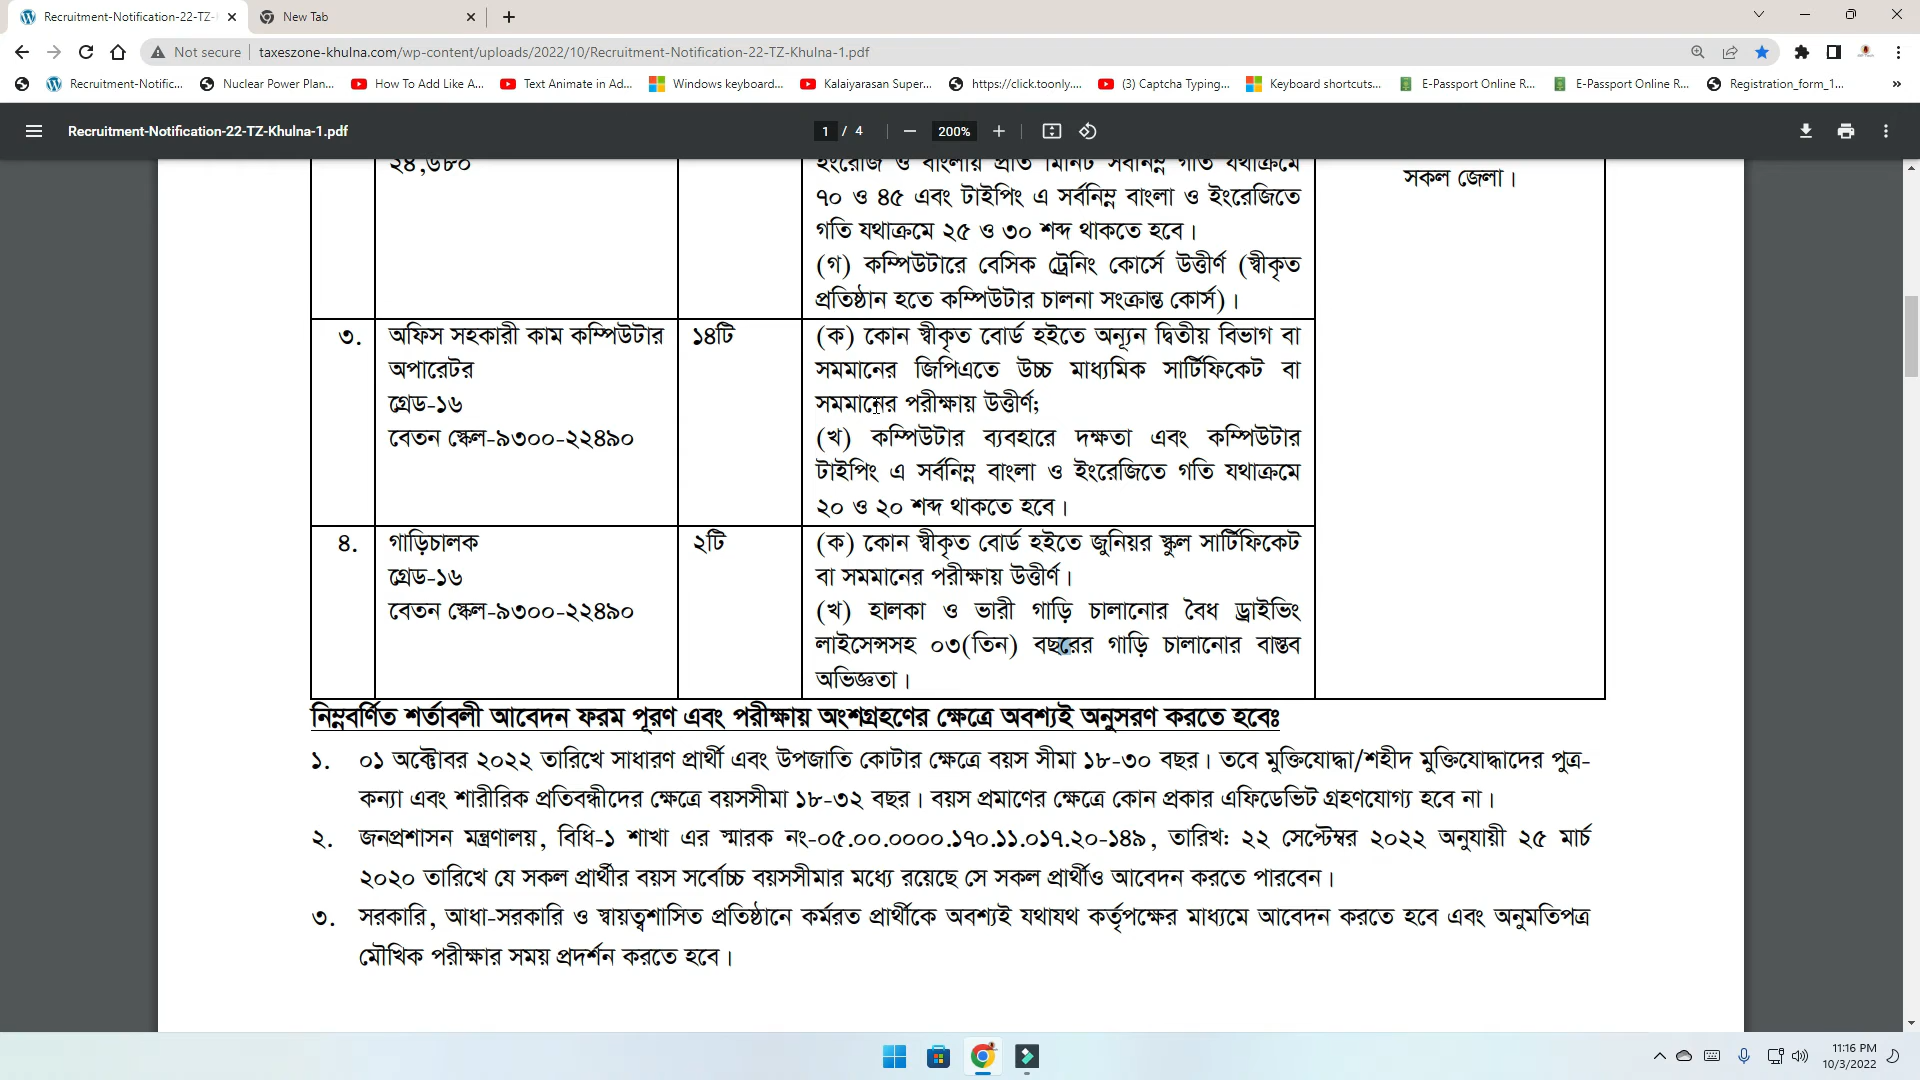 Recruitment-Notification-22-TZ-
New Tab
Not secure
taxeszone-khulna.com/wp-content/uploads/2022/10/Recruitment-Notification-22-TZ-Khulna-1.pdf
Recruitment-Notific...
Nuclear Power Plan...
How To Add Like A...
Text Animate in Ad...
Windows keyboard...
Kalaiyarasan Super...
https://click.toonly....
(3) Captcha Typing...
Keyboard shortcuts...
E-Passport Online R...
E-Passport Online R...
Registration_form_1...
Recruitment-Notification-22-TZ-Khulna-1.pdf
1 / 4
200%
২৪,৬৮০
ইংরেজি ও বাংলায় প্রতি মিনিট সর্বনিম্ন গতি যথাক্রমে
৭০ ও ৪৫ এবং টাইপিং এ সর্বনিম্ন বাংলা ও ইংরেজিতে
গতি যথাক্রমে ২৫ ও ৩০ শব্দ থাকতে হবে।
(গ) কম্পিউটারে বেসিক ট্রেনিং কোর্সে উত্তীর্ণ (স্বীকৃত
প্রতিষ্ঠান হতে কম্পিউটার চালনা সংক্রান্ত কোর্স)।
সকল জেলা।
৩.
অফিস সহকারী কাম কম্পিউটার
অপারেটর
গ্রেড-১৬
বেতন স্কেল-৯৩০০-২২৪৯০
১৪টি
(ক) কোন স্বীকৃত বোর্ড হইতে অন্যূন দ্বিতীয় বিভাগ বা
সমমানের জিপিএতে উচ্চ মাধ্যমিক সার্টিফিকেট বা
সমমানের পরীক্ষায় উত্তীর্ণ;
(খ) কম্পিউটার ব্যবহারে দক্ষতা এবং কম্পিউটার
টাইপিং এ সর্বনিম্ন বাংলা ও ইংরেজিতে গতি যথাক্রমে
২০ ও ২০ শব্দ থাকতে হবে।
৪.
গাড়িচালক
গ্রেড-১৬
বেতন স্কেল-৯৩০০-২২৪৯০
২টি
(ক) কোন স্বীকৃত বোর্ড হইতে জুনিয়র স্কুল সার্টিফিকেট
বা সমমানের পরীক্ষায় উত্তীর্ণ।
(খ) হালকা ও ভারী গাড়ি চালানোর বৈধ ড্রাইভিং
লাইসেন্সসহ ০৩(তিন) বছরের গাড়ি চালানোর বাস্তব
অভিজ্ঞতা।
নিম্নবর্ণিত শর্তাবলী আবেদন ফরম পূরণ এবং পরীক্ষায় অংশগ্রহণের ক্ষেত্রে অবশ্যই অনুসরণ করতে হবেঃ
১. ০১ অক্টোবর ২০২২ তারিখে সাধারণ প্রার্থী এবং উপজাতি কোটার ক্ষেত্রে বয়স সীমা ১৮-৩০ বছর। তবে মুক্তিযোদ্ধা/শহীদ মুক্তিযোদ্ধাদের পুত্র-
কন্যা এবং শারীরিক প্রতিবন্ধীদের ক্ষেত্রে বয়সসীমা ১৮-৩২ বছর। বয়স প্রমাণের ক্ষেত্রে কোন প্রকার এফিডেভিট গ্রহণযোগ্য হবে না।
২. জনপ্রশাসন মন্ত্রণালয়, বিধি-১ শাখা এর স্মারক নং-০৫.০০.০০০০.১৭০.১১.০১৭.২০-১৪৯, তারিখ: ২২ সেপ্টেম্বর ২০২২ অনুযায়ী ২৫ মার্চ
২০২০ তারিখে যে সকল প্রার্থীর বয়স সর্বোচ্চ বয়সসীমার মধ্যে রয়েছে সে সকল প্রার্থীও আবেদন করতে পারবেন।
৩. সরকারি, আধা-সরকারি ও স্বায়ত্বশাসিত প্রতিষ্ঠানে কর্মরত প্রার্থীকে অবশ্যই যথাযথ কর্তৃপক্ষের মাধ্যমে আবেদন করতে হবে এবং অনুমতিপত্র
মৌখিক পরীক্ষার সময় প্রদর্শন করতে হবে।
11:16 PM
10/3/2022